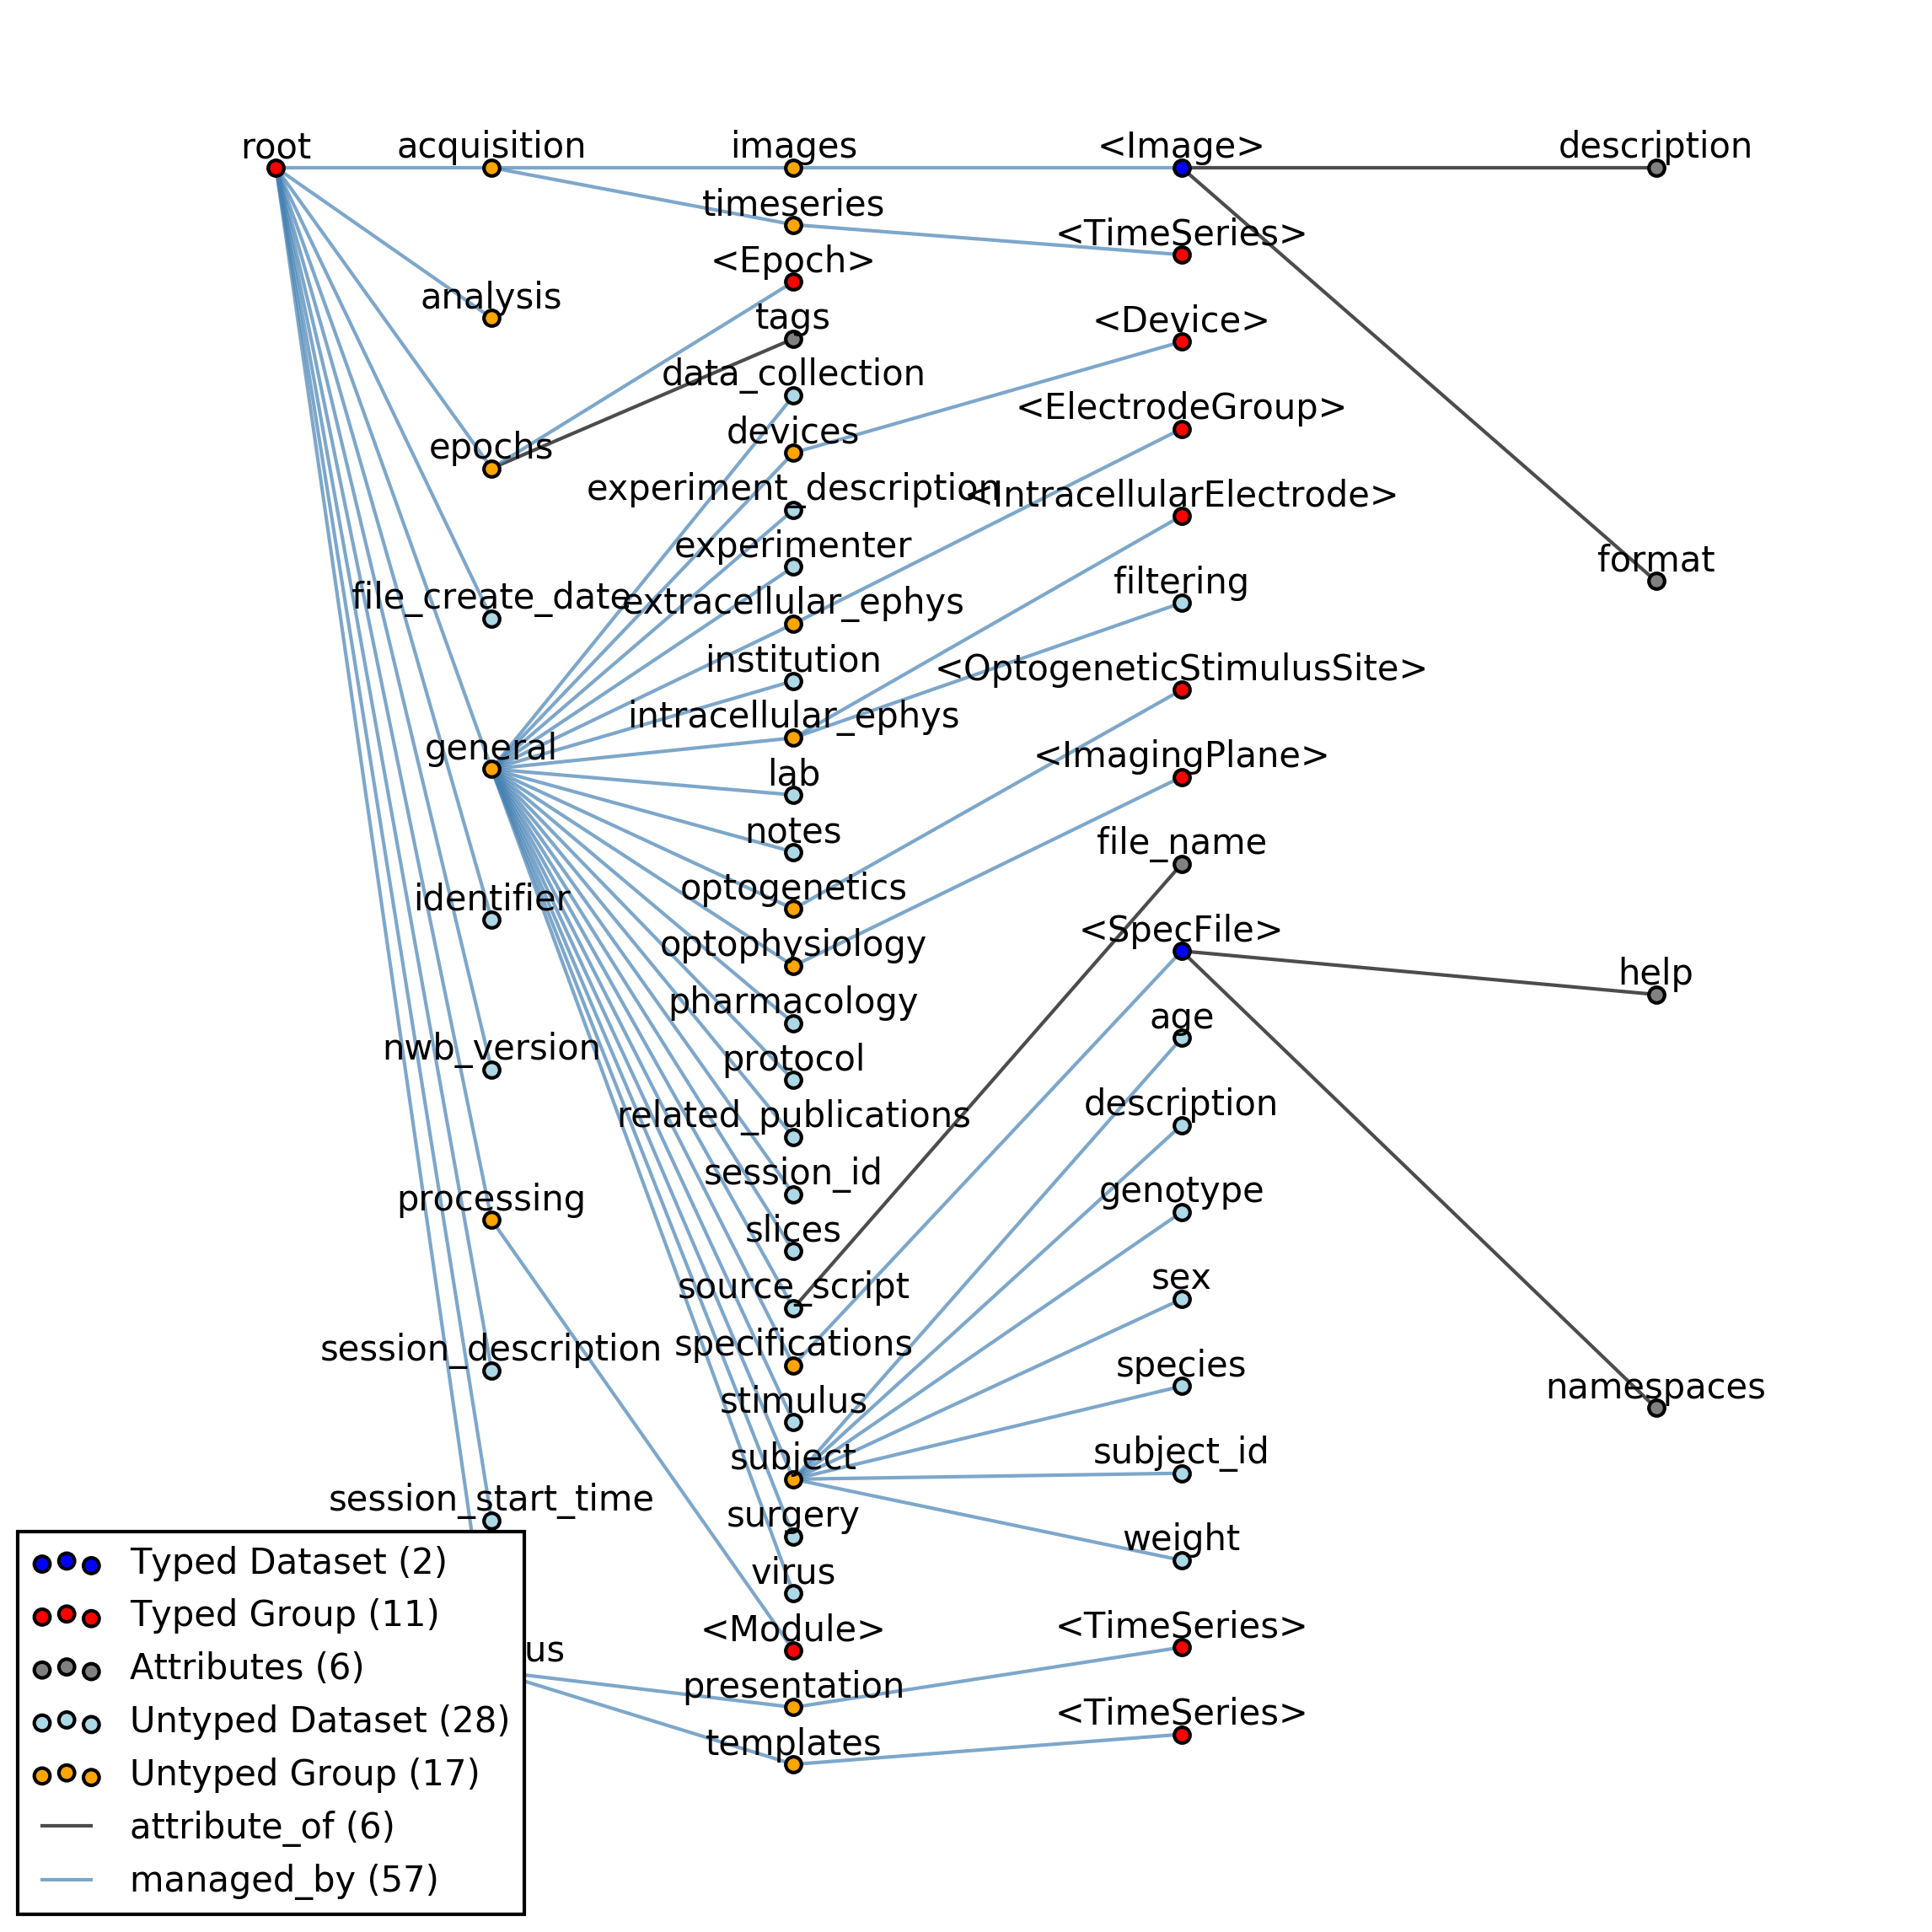 root
acquisition
images
<Image>
description
timeseries
<TimeSeries>
<Epoch>
analysis
tags
<Device>
data_collection
devices
<ElectrodeGroup>
epochs
experiment_description
<IntracellularElectrode>
experimenter
format
filtering
file_create_date
extracellular_ephys
institution
<OptogeneticStimulusSite>
intracellular_ephys
general
<ImagingPlane>
lab
notes
file_name
optogenetics
identifier
<SpecFile>
optophysiology
help
pharmacology
age
nwb_version
protocol
description
related_publications
session_id
genotype
processing
slices
sex
source_script
specifications
session_description
species
namespaces
stimulus
subject
subject_id
session_start_time
surgery
weight
virus
<Module>
<TimeSeries>
us
presentation
<TimeSeries>
templates
Typed Dataset (2)
Typed Group (11)
Attributes (6)
Untyped Dataset (28)
Untyped Group (17)
attribute_of (6)
managed_by (57)